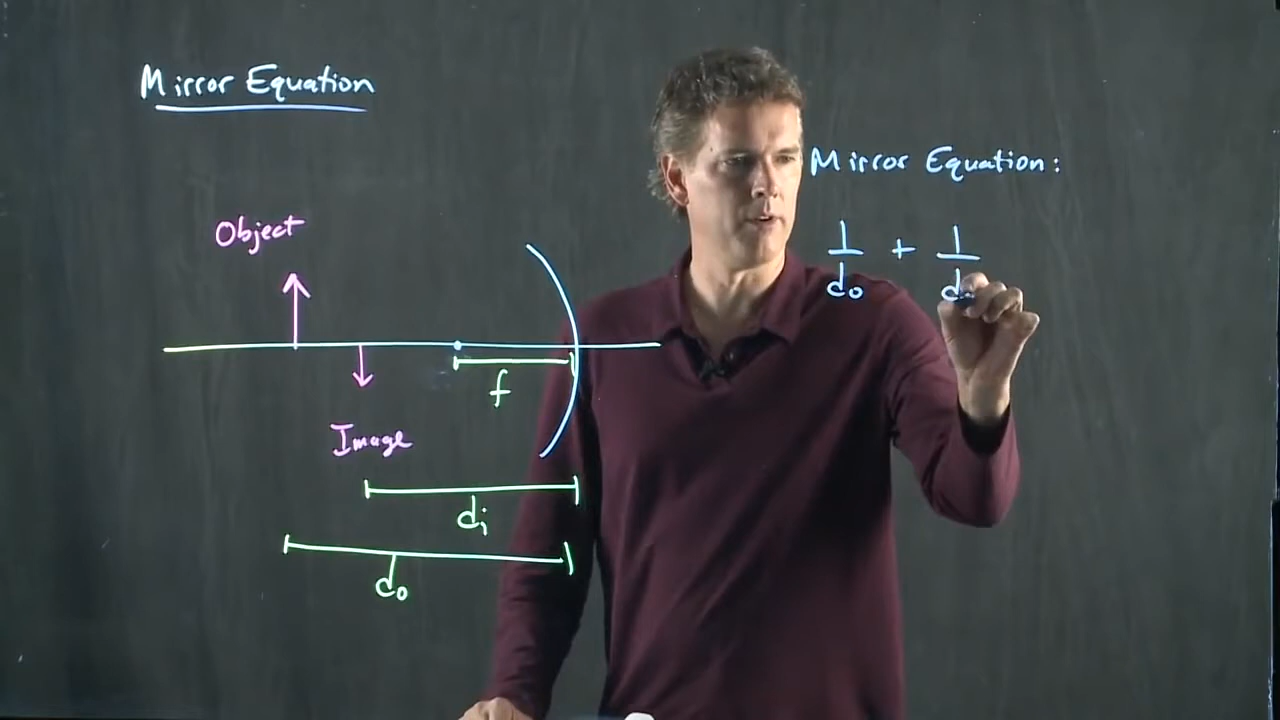 Mirror Equation
Object
f
Image
di
do
Mirror Equation:
1/do + 1/d